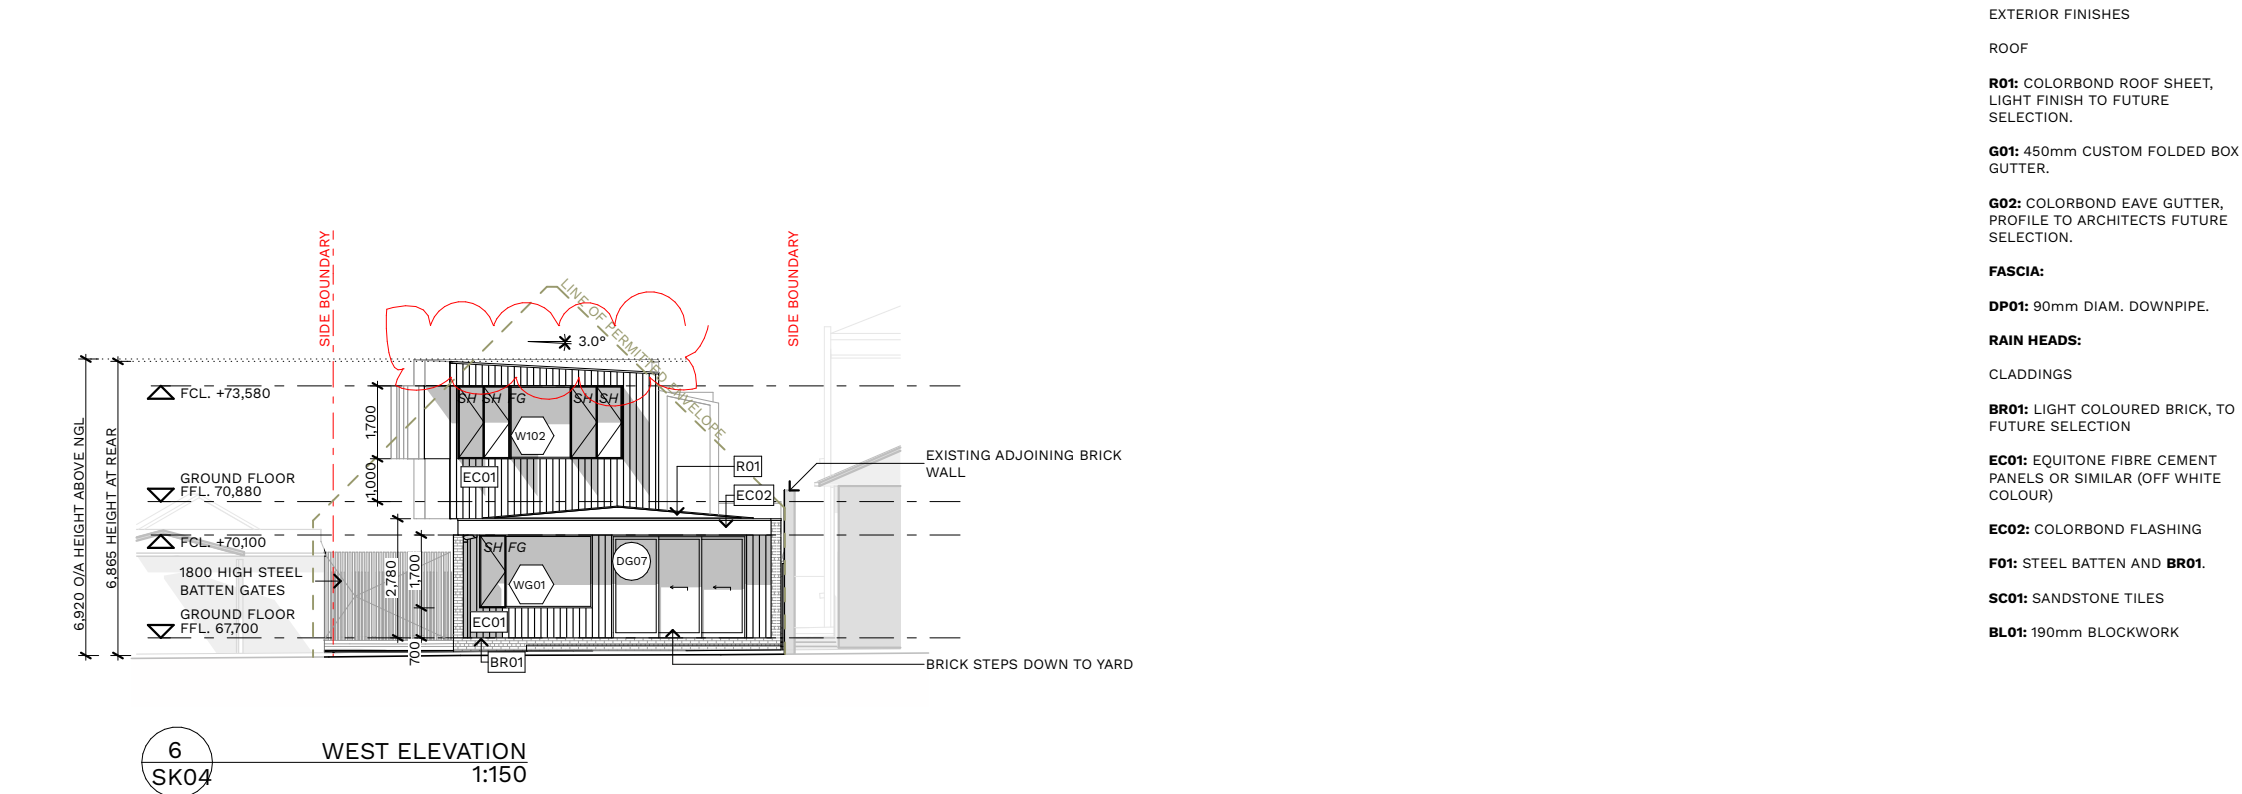 EXTERIOR FINISHES
ROOF
R01: COLORBOND ROOF SHEET,
LIGHT FINISH TO FUTURE
SELECTION.
G01: 450mm CUSTOM FOLDED BOX
GUTTER.
G02: COLORBOND EAVE GUTTER,
PROFILE TO ARCHITECTS FUTURE
SELECTION.
FASCIA:
DP01: 90mm DIAM. DOWNPIPE.
RAIN HEADS:
CLADDINGS
BR01: LIGHT COLOURED BRICK, TO
FUTURE SELECTION
EC01: EQUITONE FIBRE CEMENT
PANELS OR SIMILAR (OFF WHITE
COLOUR)
EC02: COLORBOND FLASHING
F01: STEEL BATTEN AND BR01.
SC01: SANDSTONE TILES
BL01: 190mm BLOCKWORK
SIDE BOUNDARY
SIDE BOUNDARY
LINE OF PERMITTED ENVELOPE
3.0°
6,920 O/A HEIGHT ABOVE NGL
6,865 HEIGHT AT REAR
FCL. +73,580
GROUND FLOOR
FFL. 70,880
FCL. +70,100
1800 HIGH STEEL
BATTEN GATES
GROUND FLOOR
FFL. 67,700
1,700
1,000
2,780
1,700
700
SH SH FG SH SH
W102
EC01
R01
EC02
EXISTING ADJOINING BRICK
WALL
SH FG
WG01
DG07
EC01
BR01
BRICK STEPS DOWN TO YARD
6
SK04
WEST ELEVATION
1:150